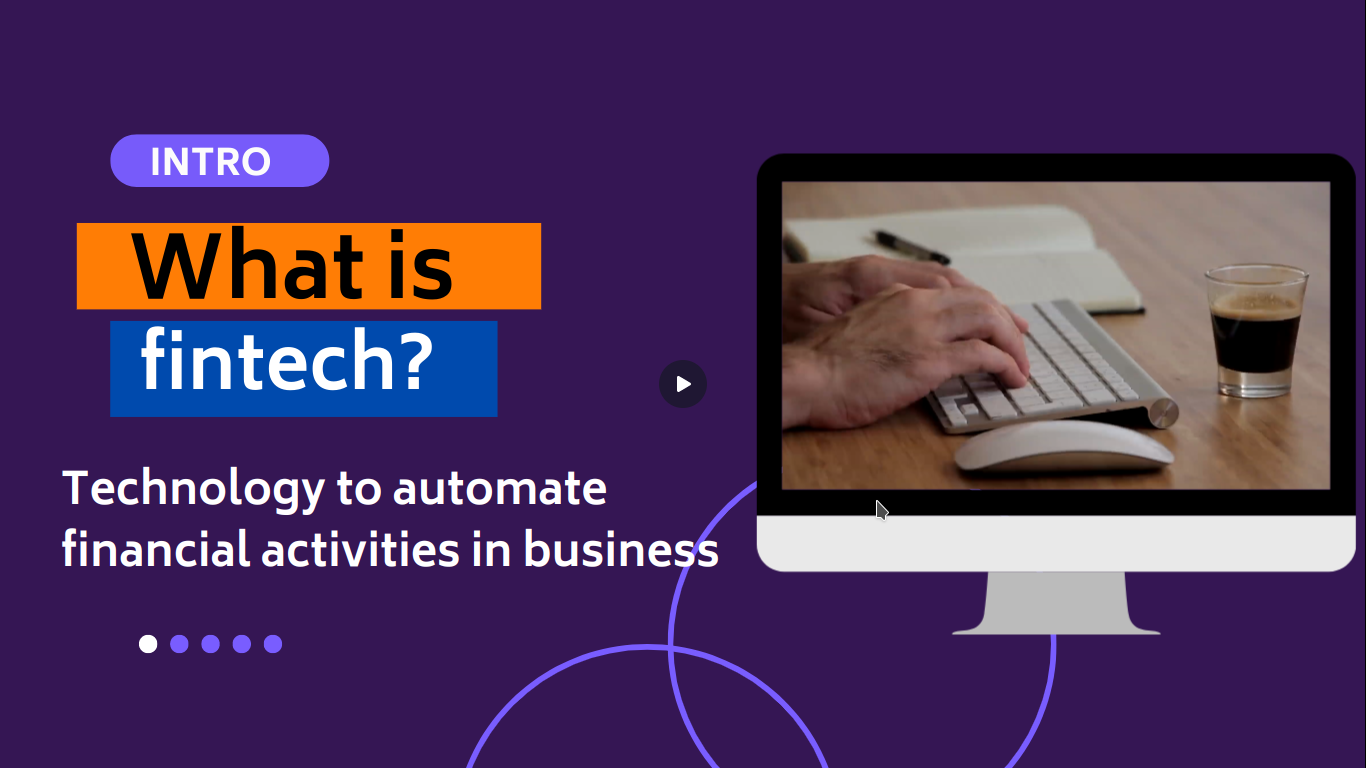 INTRO
What is
fintech?
Technology to automate
financial activities in business